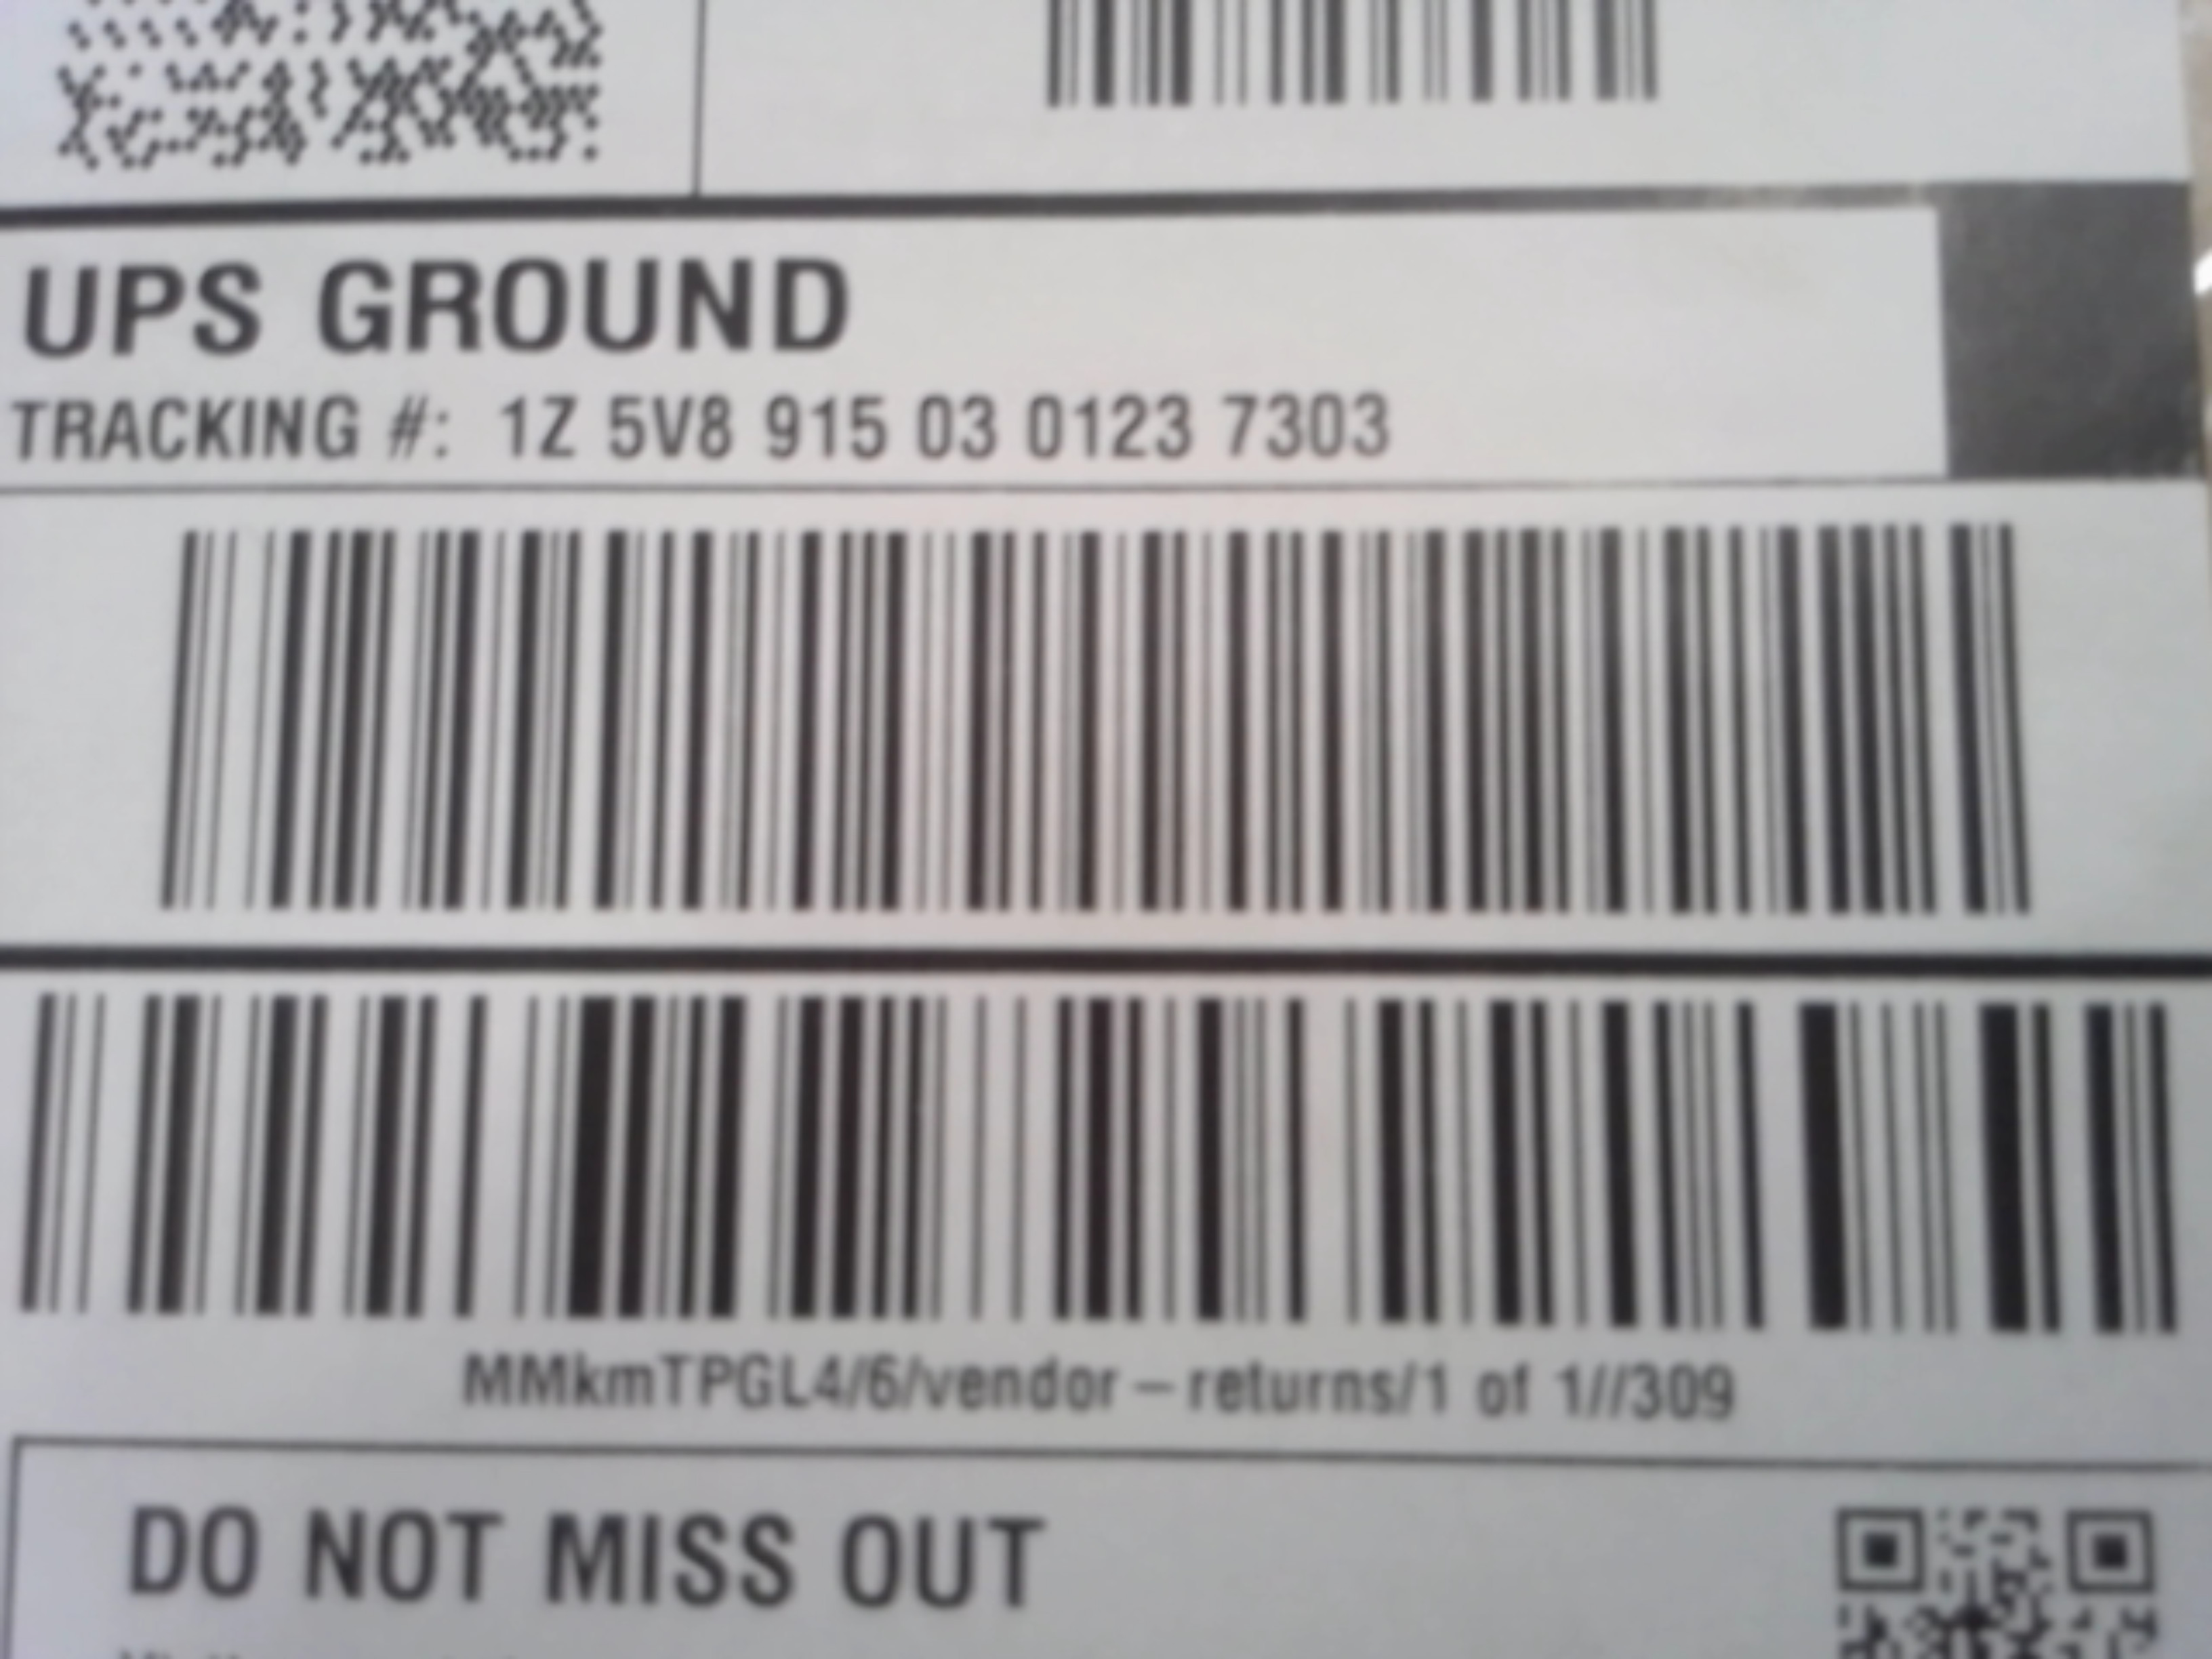 UPS GROUND
TRACKING #: 1Z 5V8 915 03 0123 7303
MMkmTPGL4/6/vendor-returns/1 of 1//309
DO NOT MISS OUT